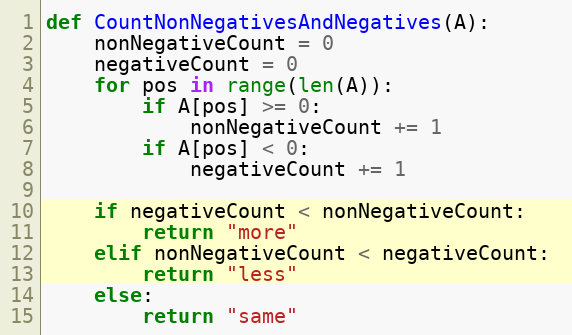 1 def CountNonNegativesAndNegatives(A):
2     nonNegativeCount = 0
3     negativeCount = 0
4     for pos in range(len(A)):
5         if A[pos] >= 0:
6             nonNegativeCount += 1
7         if A[pos] < 0:
8             negativeCount += 1
9
10     if negativeCount < nonNegativeCount:
11         return "more"
12     elif nonNegativeCount < negativeCount:
13         return "less"
14     else:
15         return "same"